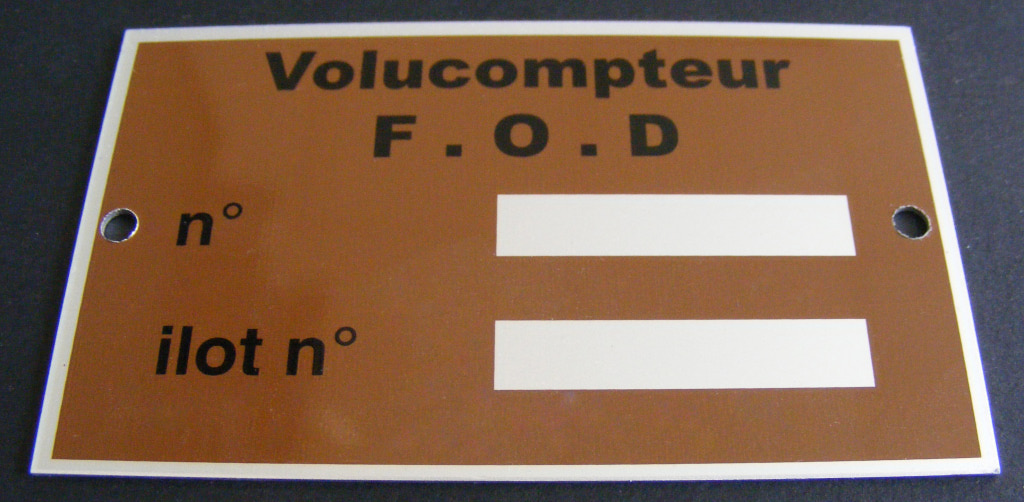 Volucompteur
F . O . D
n°
ilot n°